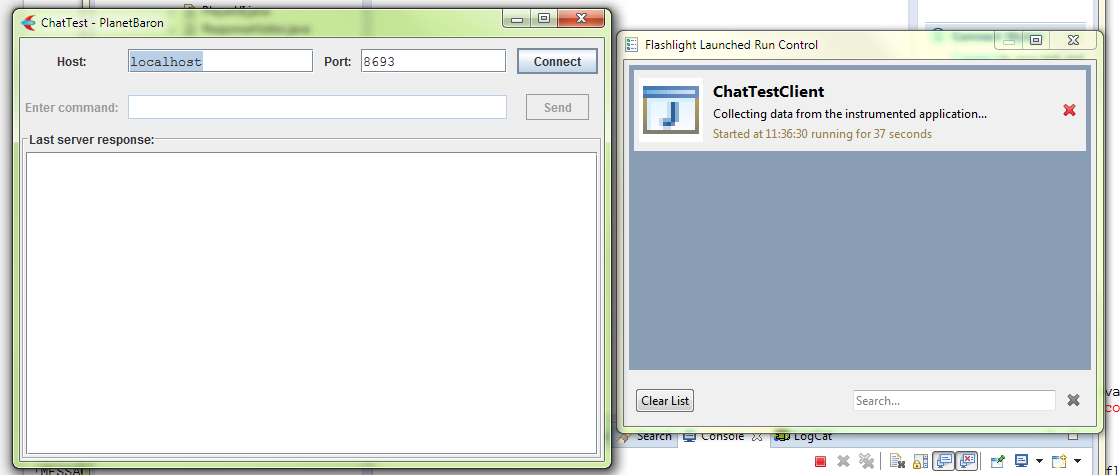 ChatTest - PlanetBaron
Host: localhost Port: 8693 Connect
Enter command: Send
Last server response:
Flashlight Launched Run Control
ChatTestClient
Collecting data from the instrumented application...
Started at 11:36:30 running for 37 seconds
Clear List Search...
Search Console LogCat